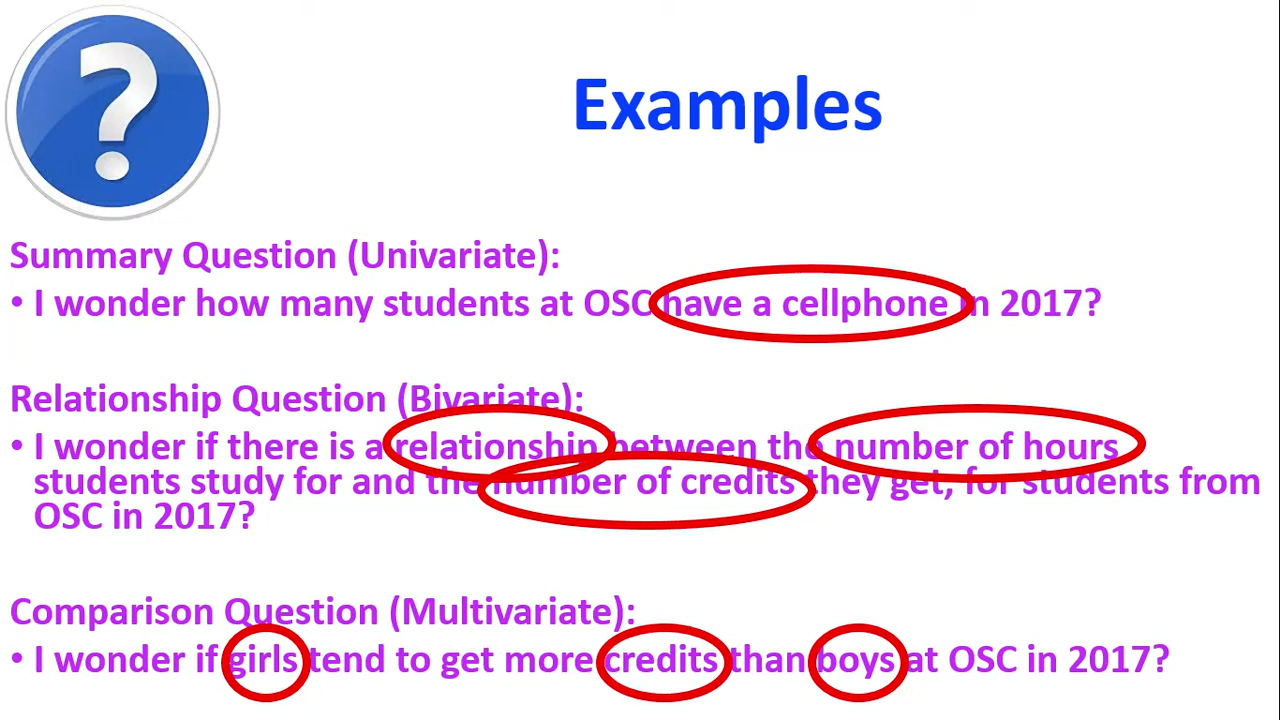 ?
Examples
Summary Question (Univariate):
• I wonder how many students at OSC have a cellphone in 2017?
Relationship Question (Bivariate):
• I wonder if there is a relationship between the number of hours
students study for and the number of credits they get, for students from
OSC in 2017?
Comparison Question (Multivariate):
• I wonder if girls tend to get more credits than boys at OSC in 2017?